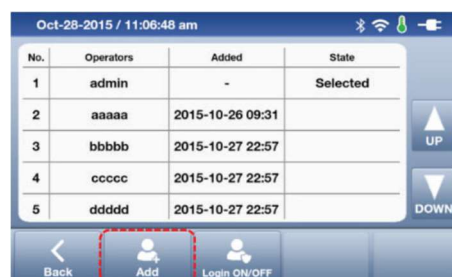 Oct-28-2015 / 11:06:48 am
No. Operators Added State
1 admin - Selected
2 aaaaa 2015-10-26 09:31
3 bbbbb 2015-10-27 22:57
4 ccccc 2015-10-27 22:57
5 ddddd 2015-10-27 22:57
UP
DOWN
Back Add Login ON/OFF